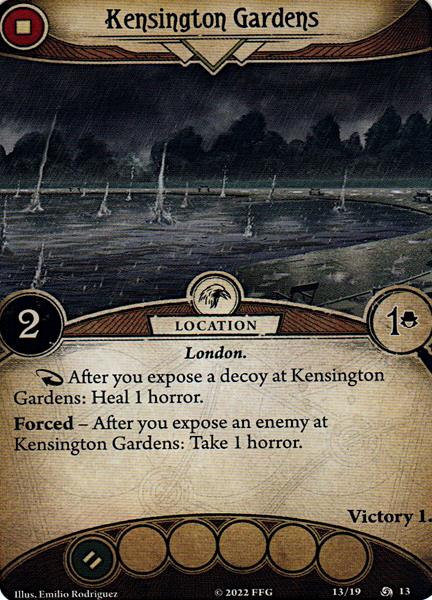 Kensington Gardens
2
1
LOCATION
London.
After you expose a decoy at Kensington
Gardens: Heal 1 horror.
Forced – After you expose an enemy at
Kensington Gardens: Take 1 horror.
Victory 1.
Illus. Emilio Rodriguez © 2022 FFG 13/19 13